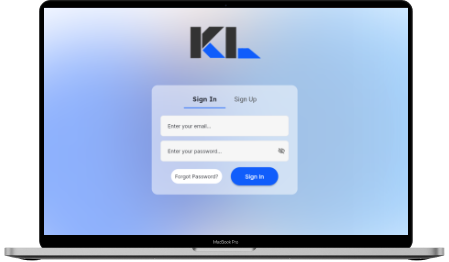 KL
Sign In Sign Up
Enter your email...
Enter your password...
Forgot Password? Sign In
MacBook Pro